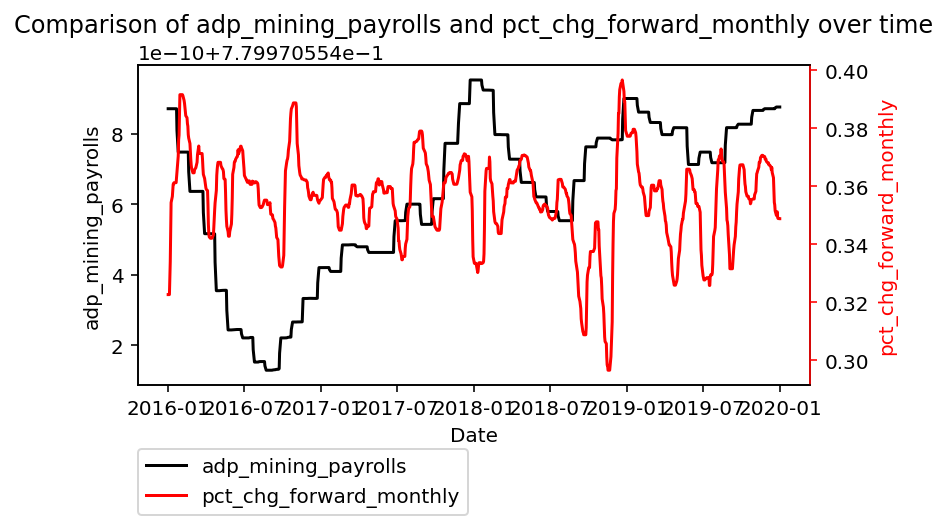 Comparison of adp_mining_payrolls and pct_chg_forward_monthly over time
1e−10+7.79970554e−1
adp_mining_payrolls
8
6
4
2
0.40
0.38
0.36
0.34
0.32
0.30
pct_chg_forward_monthly
2016-01
2016-07
2017-01
2017-07
2018-01
2018-07
2019-01
2019-07
2020-01
Date
adp_mining_payrolls
pct_chg_forward_monthly